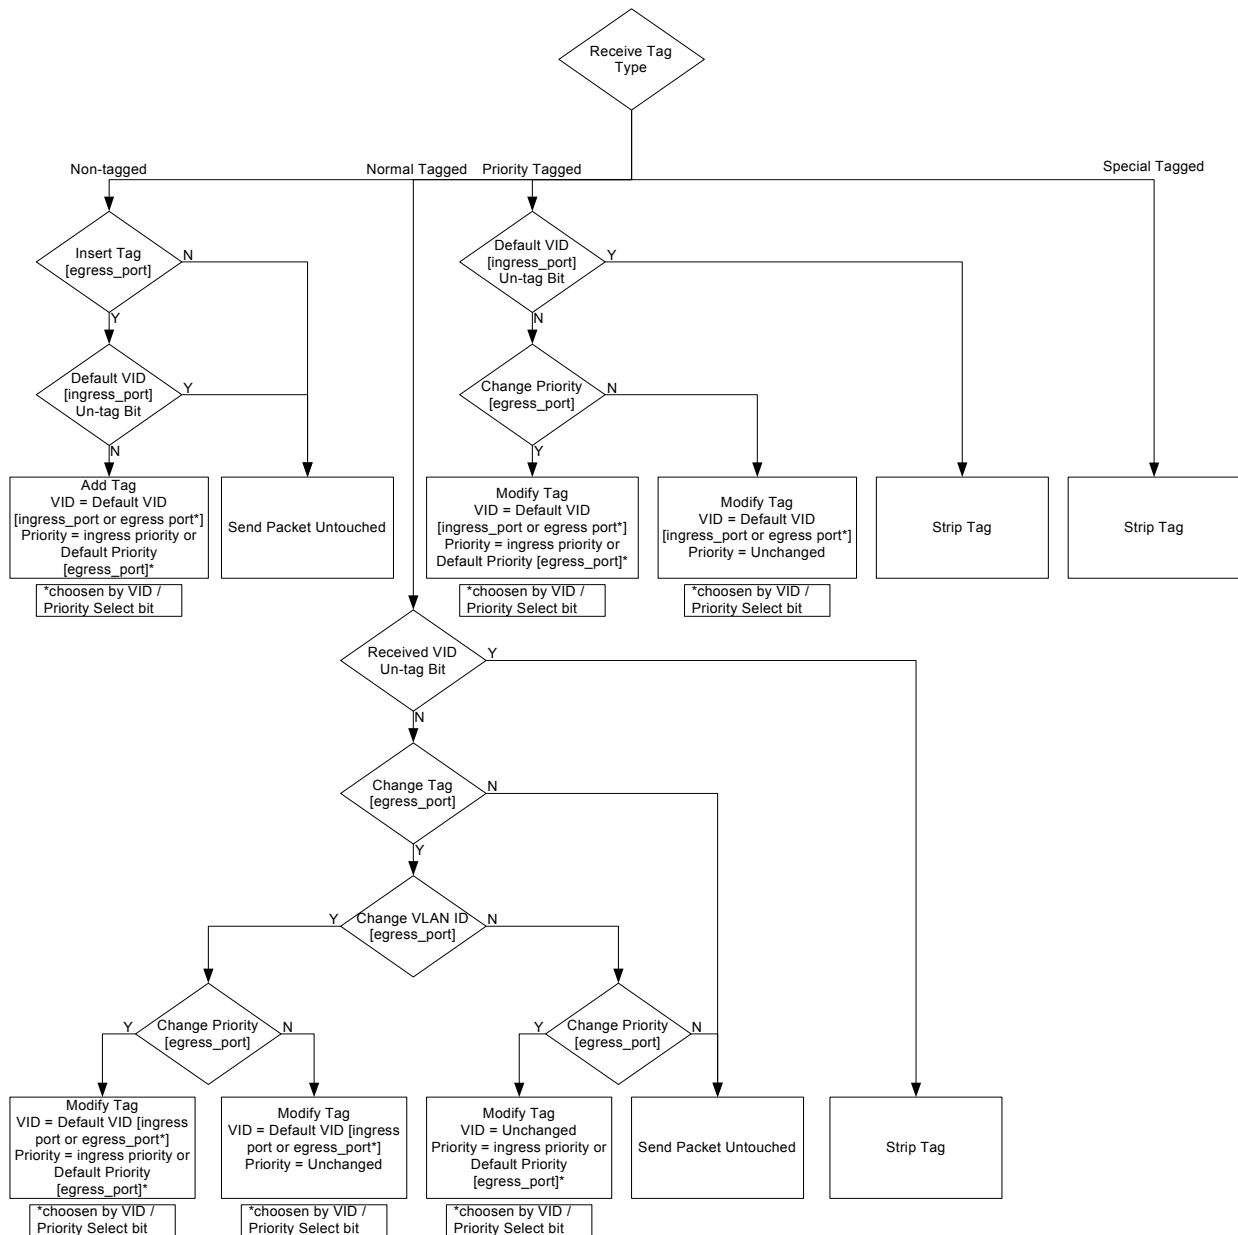 Receive Tag
Type
Non-tagged
Normal Tagged
Priority Tagged
Special Tagged
Insert Tag
[egress_port]
N
Y
Default VID
[ingress_port]
Un-tag Bit
Y
N
Default VID
[ingress_port]
Un-tag Bit
Y
N
Change Priority
[egress_port]
N
Y
Add Tag
VID = Default VID
[ingress_port or egress port*]
Priority = ingress priority or
Default Priority
[egress_port]*
*choosen by VID /
Priority Select bit
Send Packet Untouched
Modify Tag
VID = Default VID
[ingress_port or egress port*]
Priority = ingress priority or
Default Priority [egress_port]*
*choosen by VID /
Priority Select bit
Modify Tag
VID = Default VID
[ingress_port or egress port*]
Priority = Unchanged
*choosen by VID /
Priority Select bit
Strip Tag
Strip Tag
Received VID
Un-tag Bit
Y
N
Change Tag
[egress_port]
N
Y
Change VLAN ID
[egress_port]
Y
N
Change Priority
[egress_port]
Y
N
Change Priority
[egress_port]
Y
N
Modify Tag
VID = Default VID [ingress
port or egress_port*]
Priority = ingress priority or
Default Priority
[egress_port]*
*choosen by VID /
Priority Select bit
Modify Tag
VID = Default VID [ingress
port or egress_port*]
Priority = Unchanged
*choosen by VID /
Priority Select bit
Modify Tag
VID = Unchanged
Priority = ingress priority or
Default Priority
[egress_port]*
*choosen by VID /
Priority Select bit
Send Packet Untouched
Strip Tag